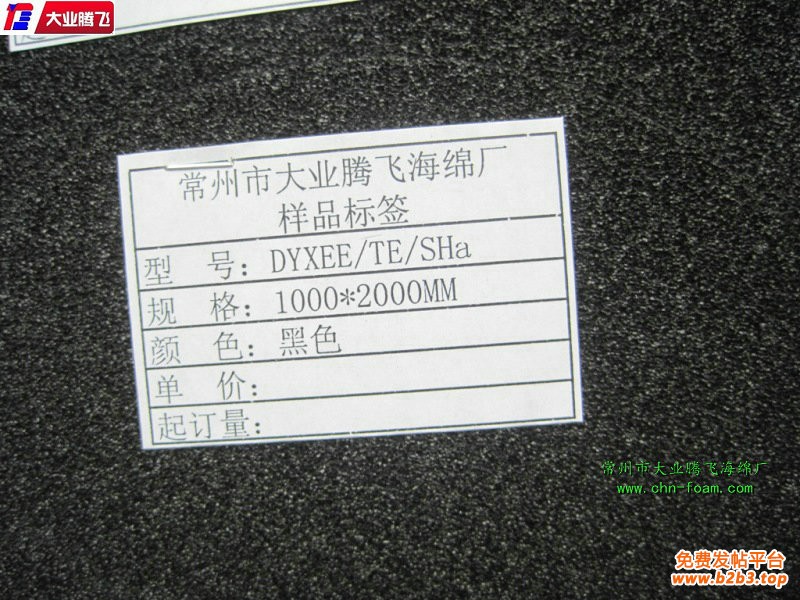 大业腾飞
常州市大业腾飞海绵厂
样品标签
型 号: DYXEE/TE/SHa
规 格: 1000*2000MM
颜 色: 黑色
单 价:
起订量:
常州市大业腾飞海绵厂
www.chn-foam.com
免费发帖平台
www.b2b3.top